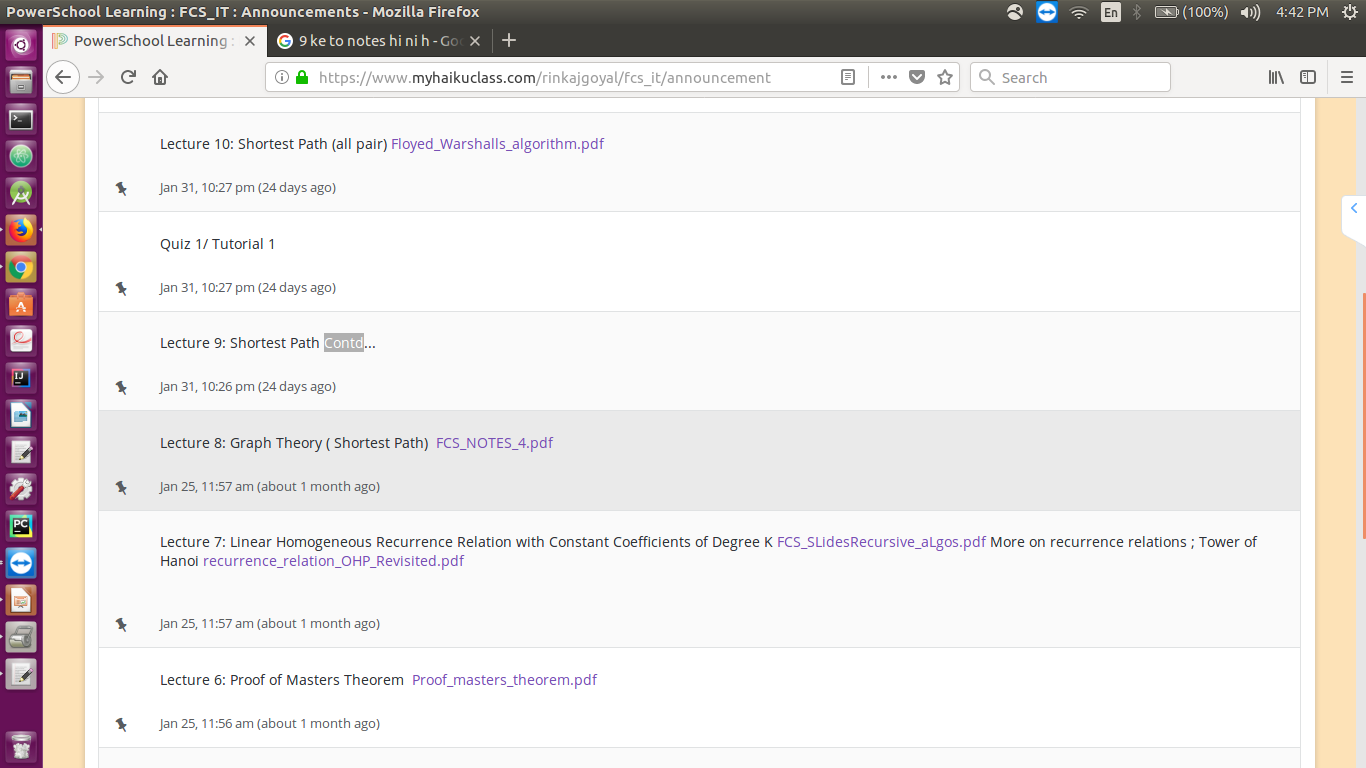 PowerSchool Learning : FCS_IT : Announcements - Mozilla Firefox
En
(100%)
4:42 PM
PowerSchool Learning :
9 ke to notes hi ni h - Go
https://www.myhaikuclass.com/rinkajgoyal/fcs_it/announcement
Search
Lecture 10: Shortest Path (all pair) Floyed_Warshalls_algorithm.pdf
Jan 31, 10:27 pm (24 days ago)
Quiz 1/ Tutorial 1
Jan 31, 10:27 pm (24 days ago)
Lecture 9: Shortest Path Contd...
Jan 31, 10:26 pm (24 days ago)
Lecture 8: Graph Theory ( Shortest Path) FCS_NOTES_4.pdf
Jan 25, 11:57 am (about 1 month ago)
Lecture 7: Linear Homogeneous Recurrence Relation with Constant Coefficients of Degree K FCS_SLidesRecursive_aLgos.pdf More on recurrence relations ; Tower of
Hanoi recurrence_relation_OHP_Revisited.pdf
Jan 25, 11:57 am (about 1 month ago)
Lecture 6: Proof of Masters Theorem Proof_masters_theorem.pdf
Jan 25, 11:56 am (about 1 month ago)
IJ
PC